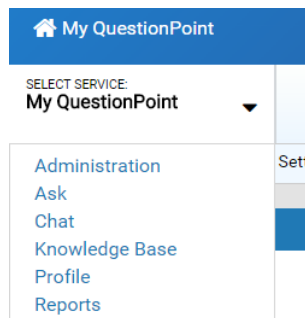 My QuestionPoint
SELECT SERVICE:
My QuestionPoint
Administration
Ask
Chat
Knowledge Base
Profile
Reports